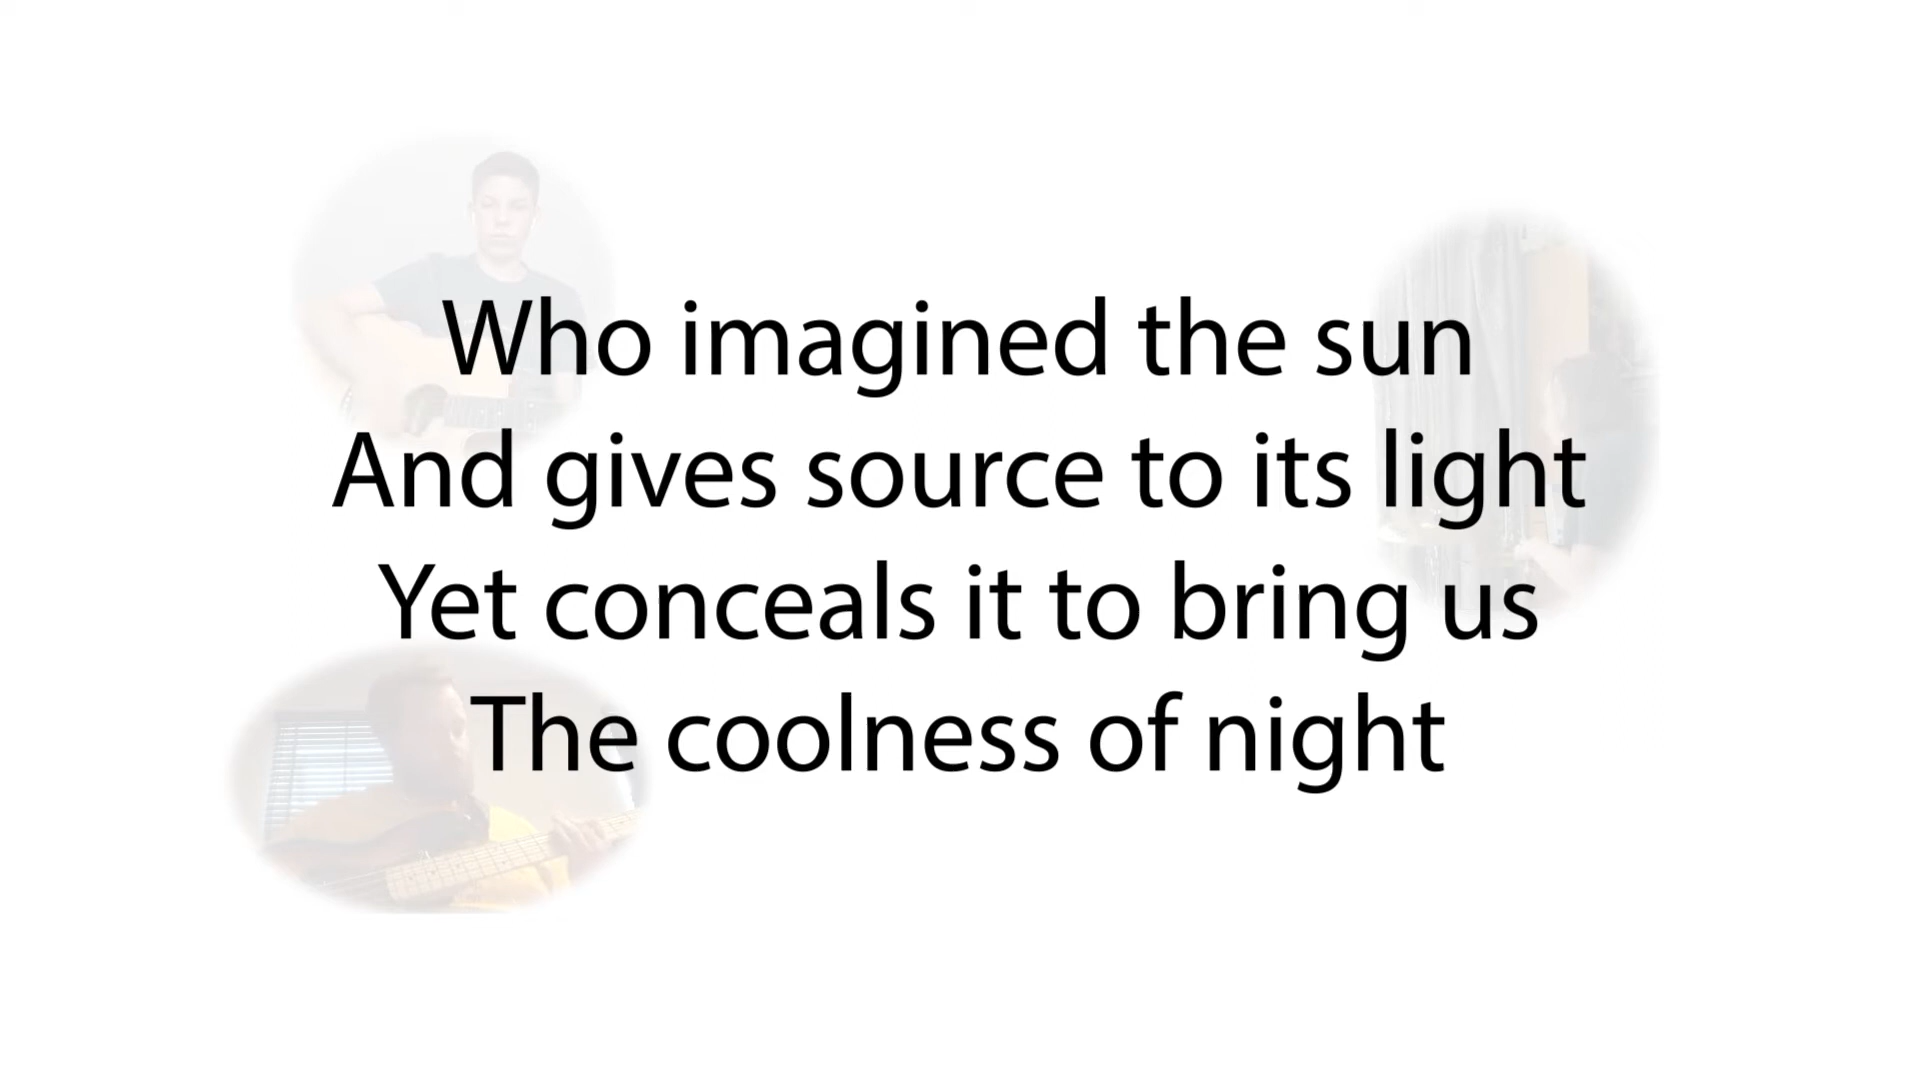 Who imagined the sun
And gives source to its light
Yet conceals it to bring us
The coolness of night